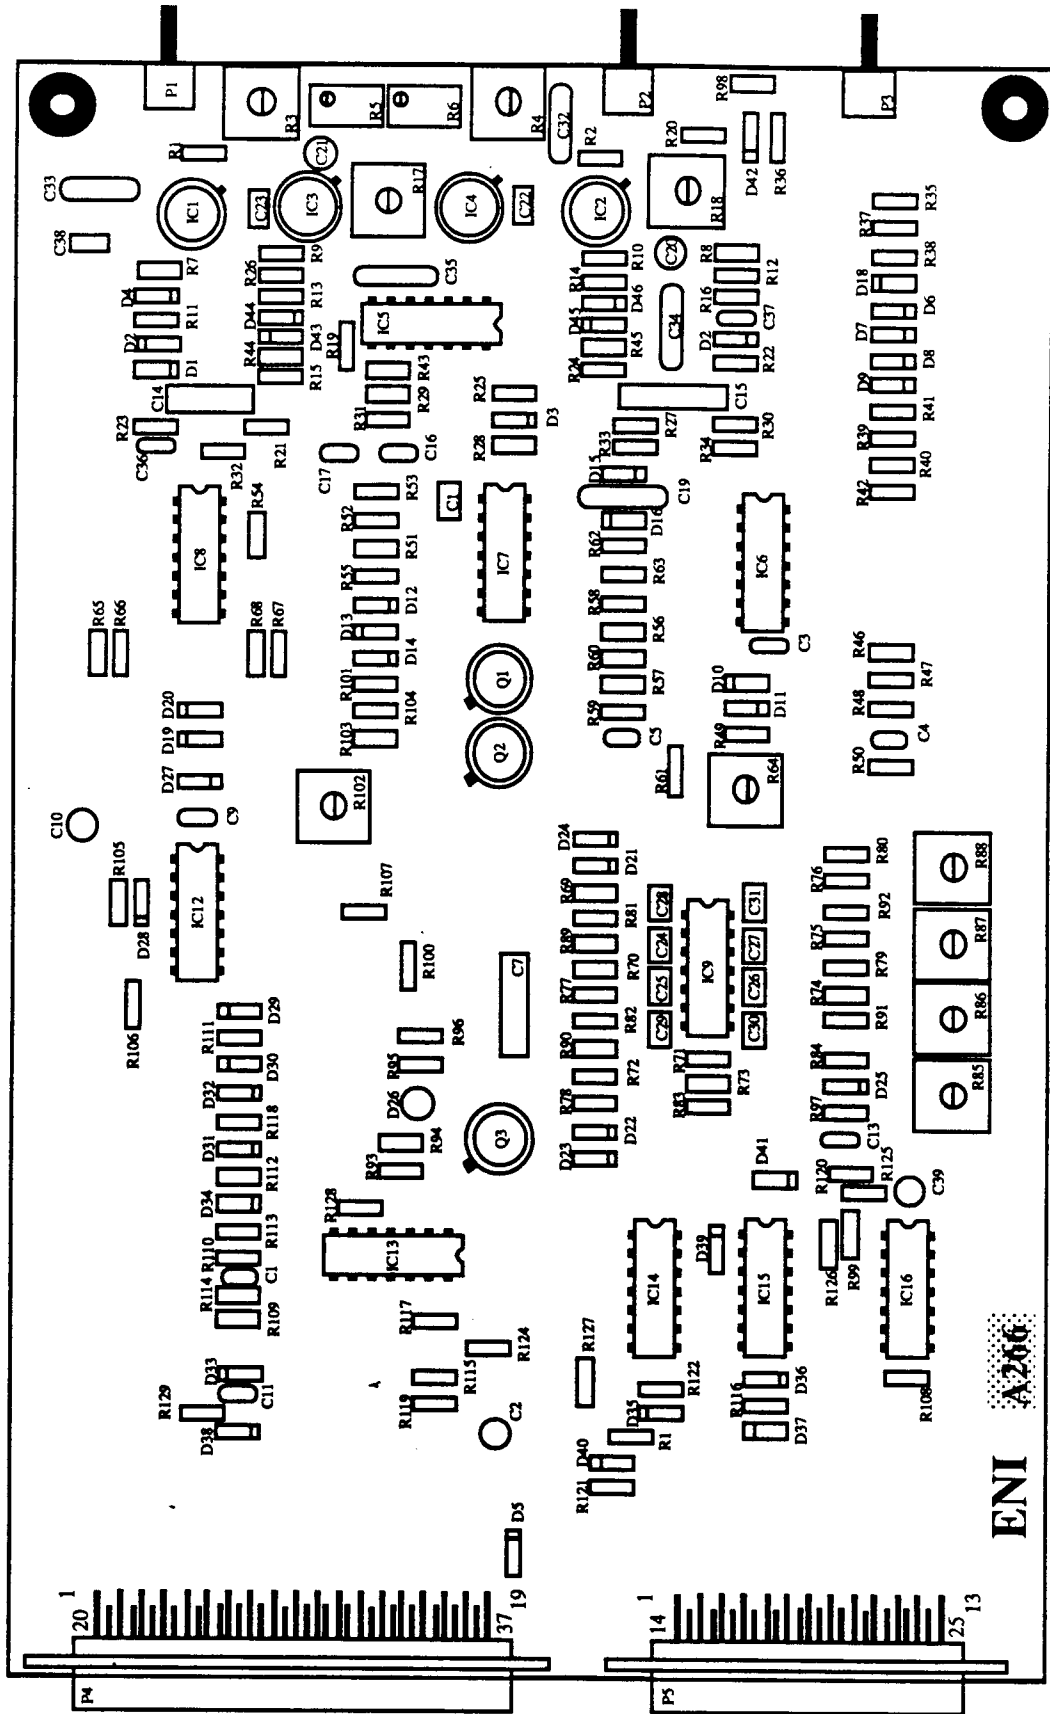 P1
P2
P3
R3
R5
R6
R4
C32
R98
R1
C21
R2
R20
D42
R36
C33
IC1
C23
IC3
R17
IC4
C22
IC2
R18
R35
R37
C38
R7
R9
C35
R10
C20
R8
R38
D4
R26
R14
R12
D18
R11
R13
D46
R16
D6
D2
D44
IC5
D45
C34
C37
D7
D1
D43
R19
R45
D2
D8
R44
R43
R24
R22
D9
R15
C14
R29
R25
C15
R41
R23
R31
D3
R27
R30
R39
C36
R21
R28
R33
R34
R40
R32
C17
C16
D15
R42
R54
R53
C1
C19
IC8
R52
D16
R51
IC7
R62
IC6
R55
R63
D12
R58
R65
R66
R68
R67
D13
R56
C3
R46
D14
R60
R47
R101
Q1
R57
D10
D20
R104
R59
D11
R48
D19
R103
Q2
C5
R49
C4
D27
R61
R50
R102
R64
C10
C9
D24
R80
R105
D21
R76
R88
D28
IC12
R107
R69
C28
C31
R92
R81
R75
R87
R100
R89
C24
IC9
C27
R79
C7
R70
R106
R77
C25
C26
R74
R86
D29
R82
C29
C30
R91
R111
R96
R90
R71
R84
D30
R95
R72
R73
D25
R85
D32
D26
R78
R83
R97
R118
R94
Q3
D22
C13
D31
R93
D23
D41
R120
R112
R125
D34
R128
C39
R113
R110
IC13
IC14
D39
IC15
R126
R99
IC16
C1
R114
R109
R117
R124
R127
D33
R115
R122
D36
R108
A266
C11
R119
D35
R116
R129
C2
R1
D37
D38
D40
R121
ENI
D5
1
20
19
37
1
14
13
25
P4
P5